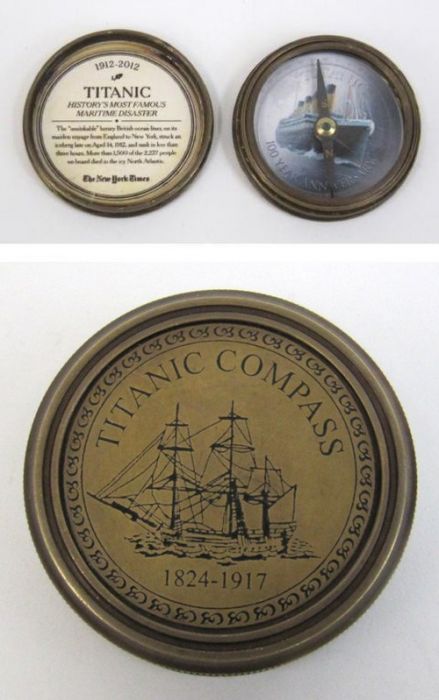 1912-2012
TITANIC
HISTORY'S MOST FAMOUS
MARITIME DISASTER
The "unsinkable" luxury British ocean liner, on its
maiden voyage from England to New York, struck an
iceberg late on April 14, 1912, and sank in less than
three hours. More than 1,500 of the 2,227 people
on board died in the icy North Atlantic.
The New York Times
TITANIC
100 YEAR ANNIVERSARY
TITANIC COMPASS
1824-1917